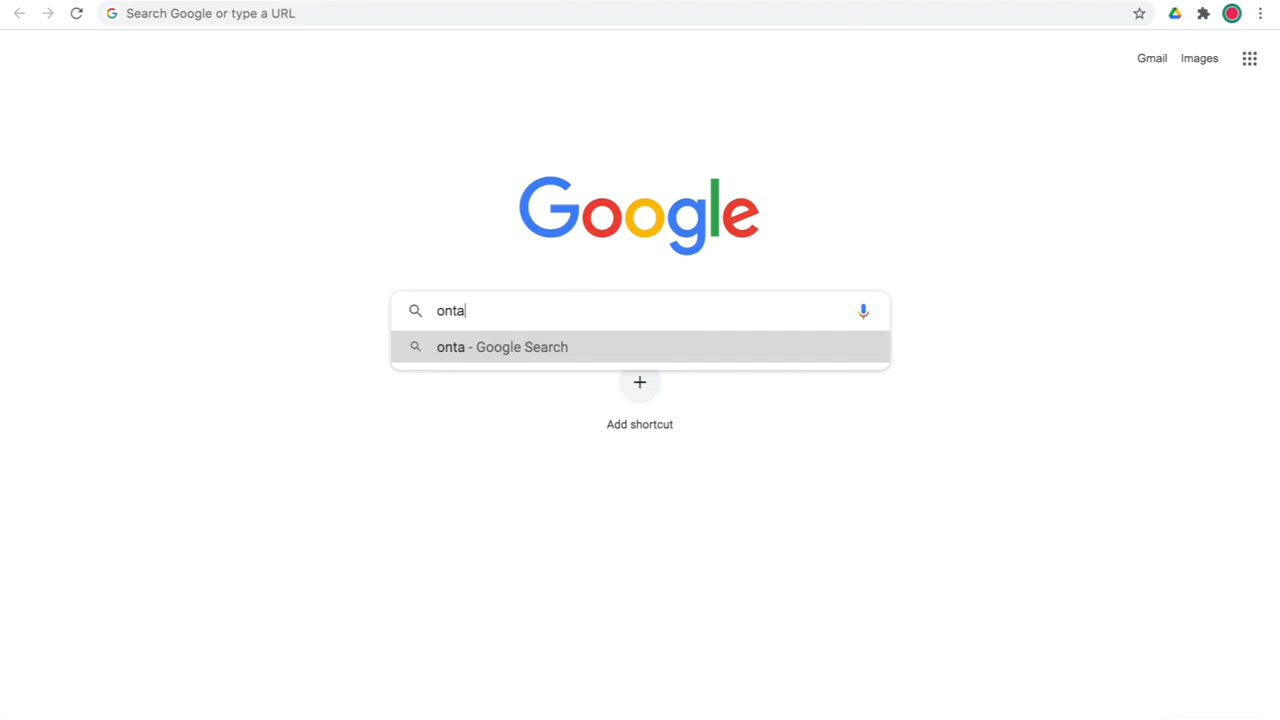 Search Google or type a URL
Gmail Images
Google
onta
onta - Google Search
Add shortcut